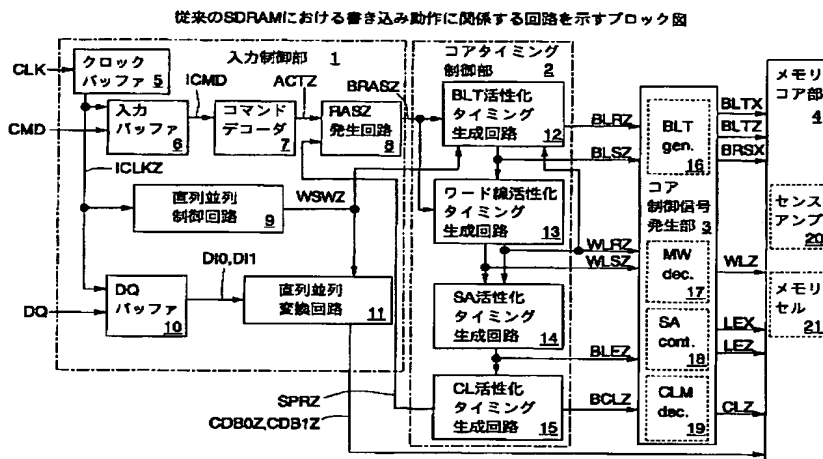 従来のSDRAMにおける書き込み動作に関係する回路を示すブロック図
入力制御部 1
CLK
クロック
バッファ 5
ICMD
ACTZ
BRASZ
CMD
入力
バッファ
6
コマンド
デコーダ
7
RASZ
発生回路
8
ICLKZ
直列並列
制御回路
9
WSWZ
DI0,DI1
DQ
DQ
バッファ
10
直列並列
変換回路
11
SPRZ
CDB0Z,CDB1Z
コアタイミング
制御部 2
BLT活性化
タイミング
生成回路 12
ワード線活性化
タイミング
生成回路 13
SA活性化
タイミング
生成回路 14
CL活性化
タイミング
生成回路 15
BLRZ
BLSZ
WLRZ
WLSZ
BLEZ
BCLZ
BLT
gen.
16
コア
制御信号
発生部 3
MW
dec.
17
SA
cont.
18
CLM
dec.
19
BLTX
BLTZ
BRSX
WLZ
LEX
LEZ
CLZ
メモリ
コア部
4
センス
アンプ
20
メモリ
セル
21